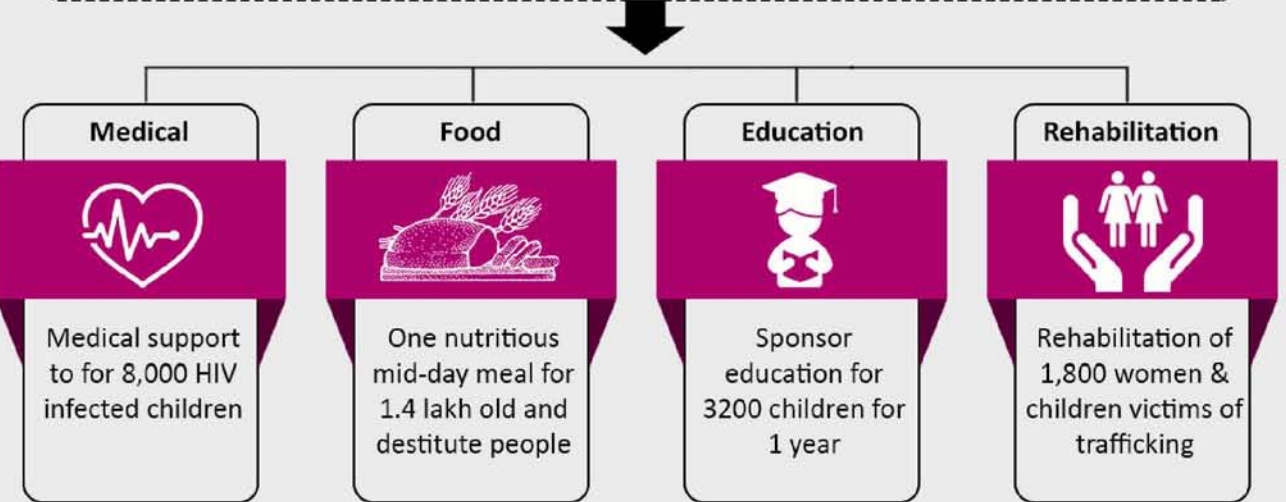 Medical
Medical support
to for 8,000 HIV
infected children
Food
One nutritious
mid-day meal for
1.4 lakh old and
destitute people
Education
Sponsor
education for
3200 children for
1 year
Rehabilitation
Rehabilitation of
1,800 women &
children victims of
trafficking